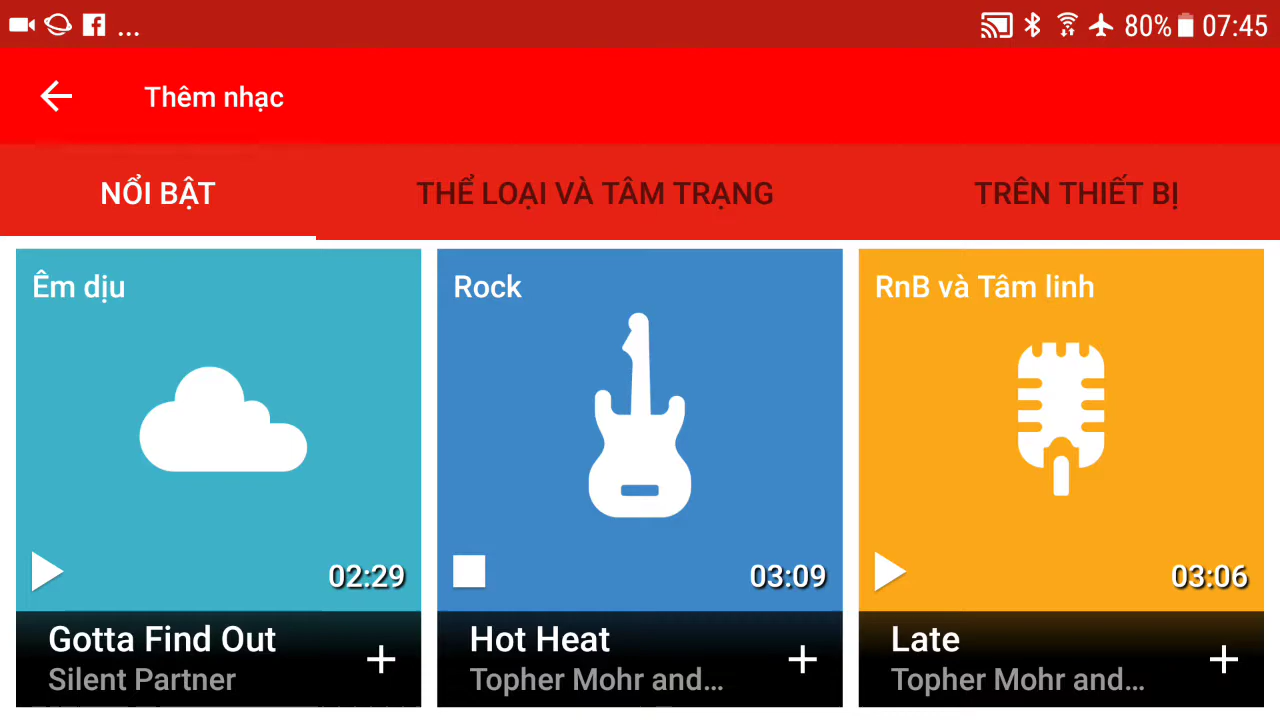 ... 80% 07:45
Thêm nhạc
NỔI BẬT THỂ LOẠI VÀ TÂM TRẠNG TRÊN THIẾT BỊ
Êm dịu
02:29
Gotta Find Out
Silent Partner
Rock
03:09
Hot Heat
Topher Mohr and...
RnB và Tâm linh
03:06
Late
Topher Mohr and...